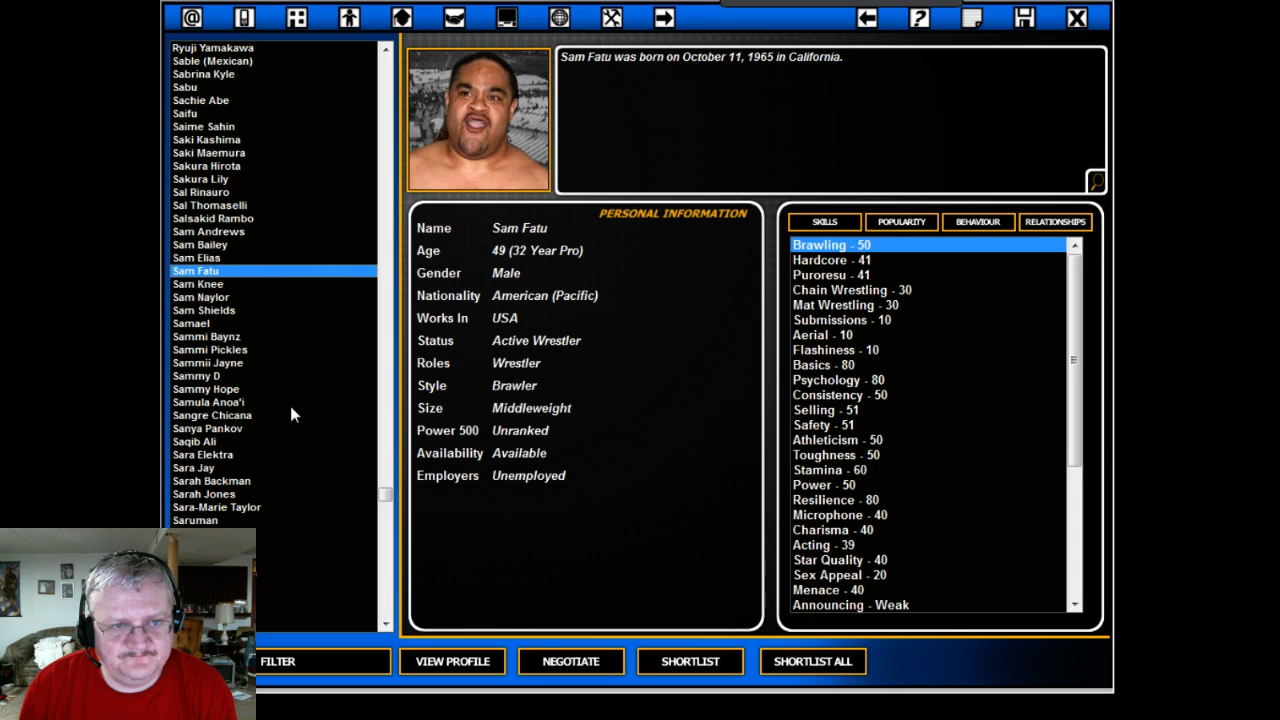 Sam Fatu was born on October 11, 1965 in California.
Ryuji Yamakawa
Sable (Mexican)
Sabrina Kyle
Sabu
Sachie Abe
Saifu
Saime Sahin
Saki Kashima
Saki Maemura
Sakura Hirota
Sakura Lily
Sal Rinauro
Sal Thomaselli
Salsakid Rambo
Sam Andrews
Sam Bailey
Sam Elias
Sam Fatu
Sam Knee
Sam Naylor
Sam Shields
Samael
Sammi Baynz
Sammi Pickles
Sammii Jayne
Sammy D
Sammy Hope
Samula Anoa'i
Sangre Chicana
Sanya Pankov
Saqib Ali
Sara Elektra
Sara Jay
Sarah Backman
Sarah Jones
Sara-Marie Taylor
Saruman
PERSONAL INFORMATION
Name Sam Fatu
Age 49 (32 Year Pro)
Gender Male
Nationality American (Pacific)
Works In USA
Status Active Wrestler
Roles Wrestler
Style Brawler
Size Middleweight
Power 500 Unranked
Availability Available
Employers Unemployed
SKILLS POPULARITY BEHAVIOUR RELATIONSHIPS
Brawling - 50
Hardcore - 41
Puroresu - 41
Chain Wrestling - 30
Mat Wrestling - 30
Submissions - 10
Aerial - 10
Flashiness - 10
Basics - 80
Psychology - 80
Consistency - 50
Selling - 51
Safety - 51
Athleticism - 50
Toughness - 50
Stamina - 60
Power - 50
Resilience - 80
Microphone - 40
Charisma - 40
Acting - 39
Star Quality - 40
Sex Appeal - 20
Menace - 40
Announcing - Weak
FILTER VIEW PROFILE NEGOTIATE SHORTLIST SHORTLIST ALL